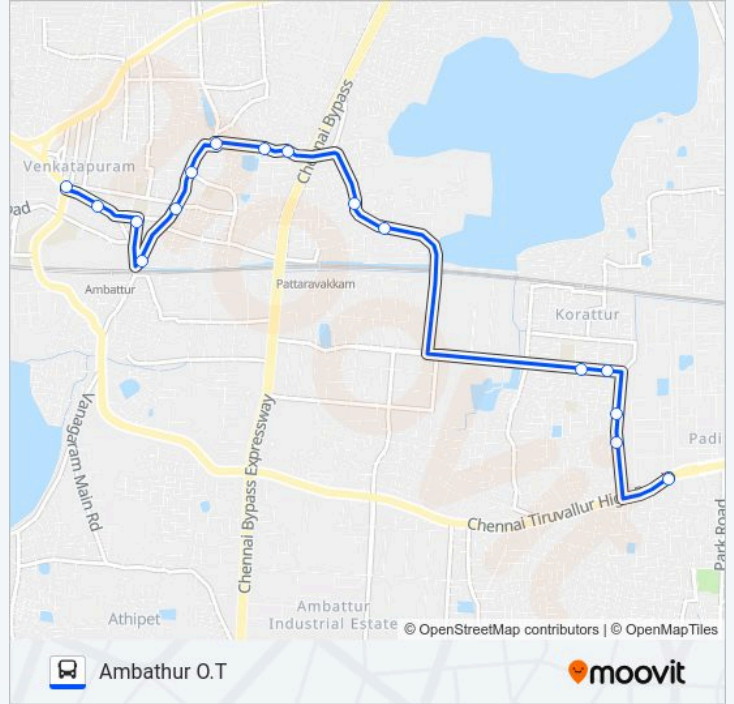 Chennai Bypass
Venkatapuram
oad
Pattaravakkam
Ambattur
Korattur
Vanagaram Main Rd
Chennai Bypass Expressway
Padi
Chennai Tiruvallur Hig
Park Road
Athipet
Ambattur
Industrial Estate
© OpenStreetMap contributors | © OpenMapTiles
Ambathur O.T
moovit